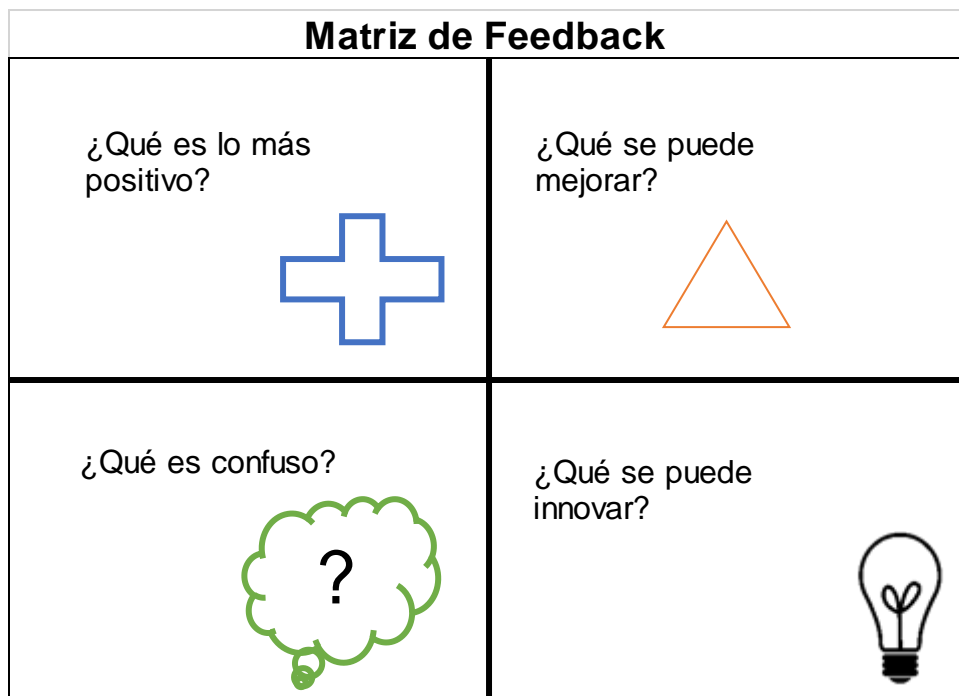 Matriz de Feedback
¿Qué es lo más
positivo?
¿Qué se puede
mejorar?
¿Qué es confuso?
?
¿Qué se puede
innovar?